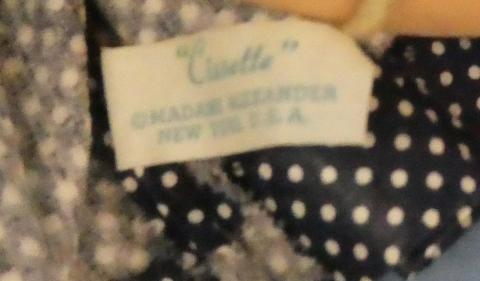 "Cissette"
©MADAME ALEXANDER
NEW YORK U.S.A.